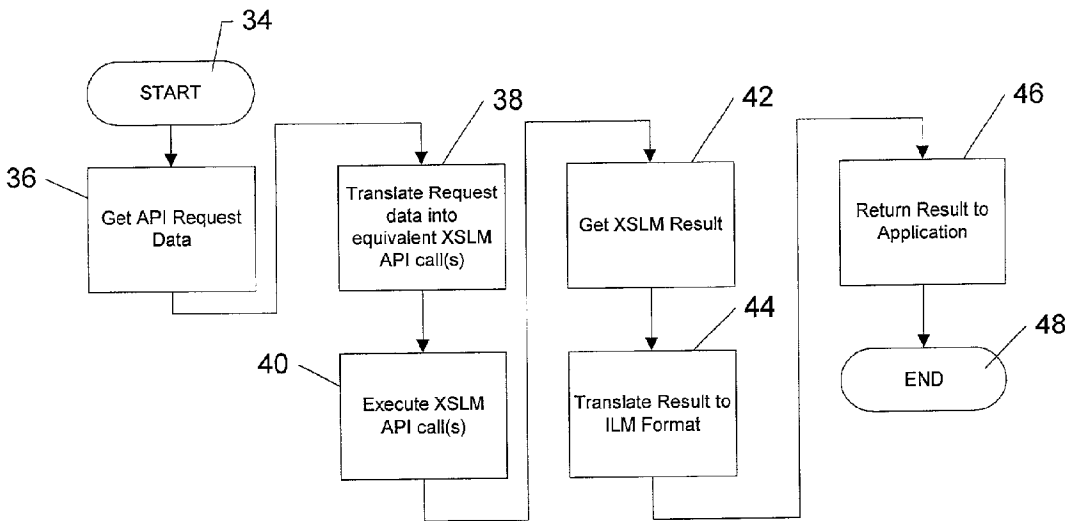 34
START
36
Get API Request
Data
38
Translate Request
data into
equivalent XSLM
API call(s)
40
Execute XSLM
API call(s)
42
Get XSLM Result
44
Translate Result to
ILM Format
46
Return Result to
Application
48
END